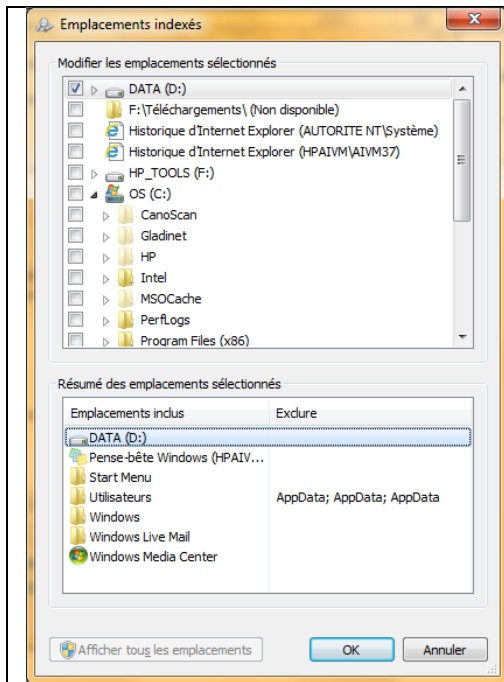 Emplacements indexés
Modifier les emplacements sélectionnés
DATA (D:)
F:\Téléchargements\ (Non disponible)
Historique d'Internet Explorer (AUTORITE NT\Système)
Historique d'Internet Explorer (HPAIVM\AIVM37)
HP_TOOLS (F:)
OS (C:)
CanoScan
Gladinet
HP
Intel
MSOCache
PerfLogs
Program Files (x86)
Résumé des emplacements sélectionnés
Emplacements inclus Exclure
DATA (D:)
Pense-bête Windows (HPAIV...
Start Menu
Utilisateurs AppData; AppData; AppData
Windows
Windows Live Mail
Windows Media Center
Afficher tous les emplacements OK Annuler